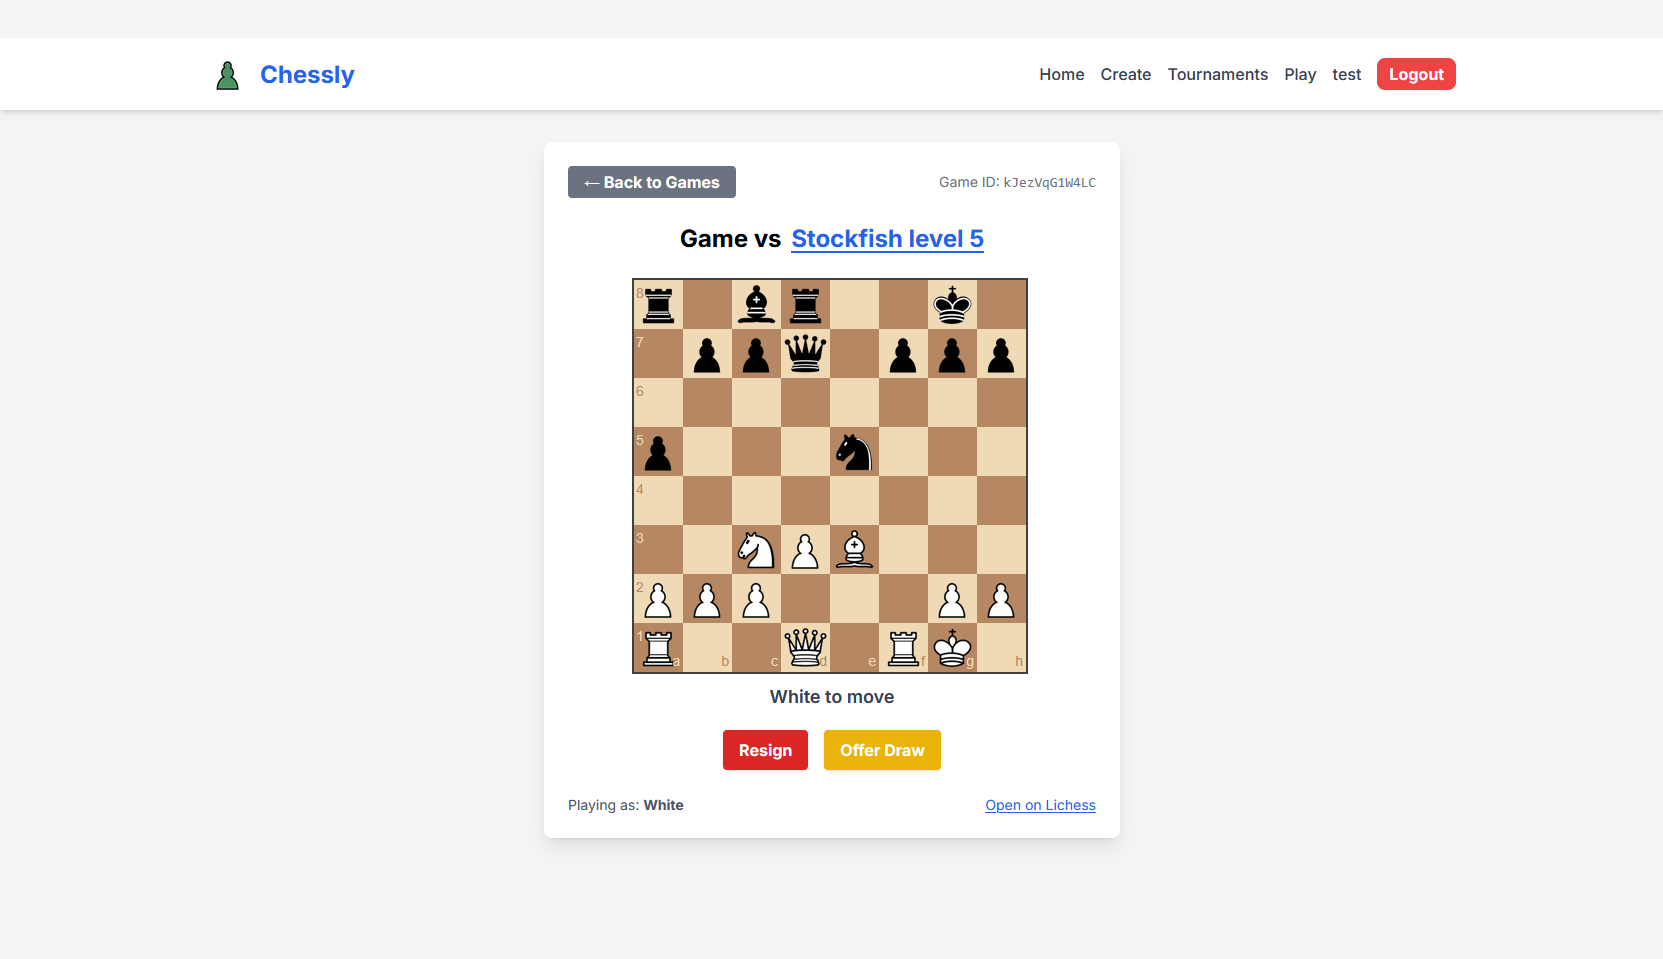 Chessly
Home Create Tournaments Play test Logout
← Back to Games
Game ID: kJezVqG1W4LC
Game vs Stockfish level 5
8
7
6
5
4
3
2
1
a b c d e f g h
White to move
Resign Offer Draw
Playing as: White
Open on Lichess